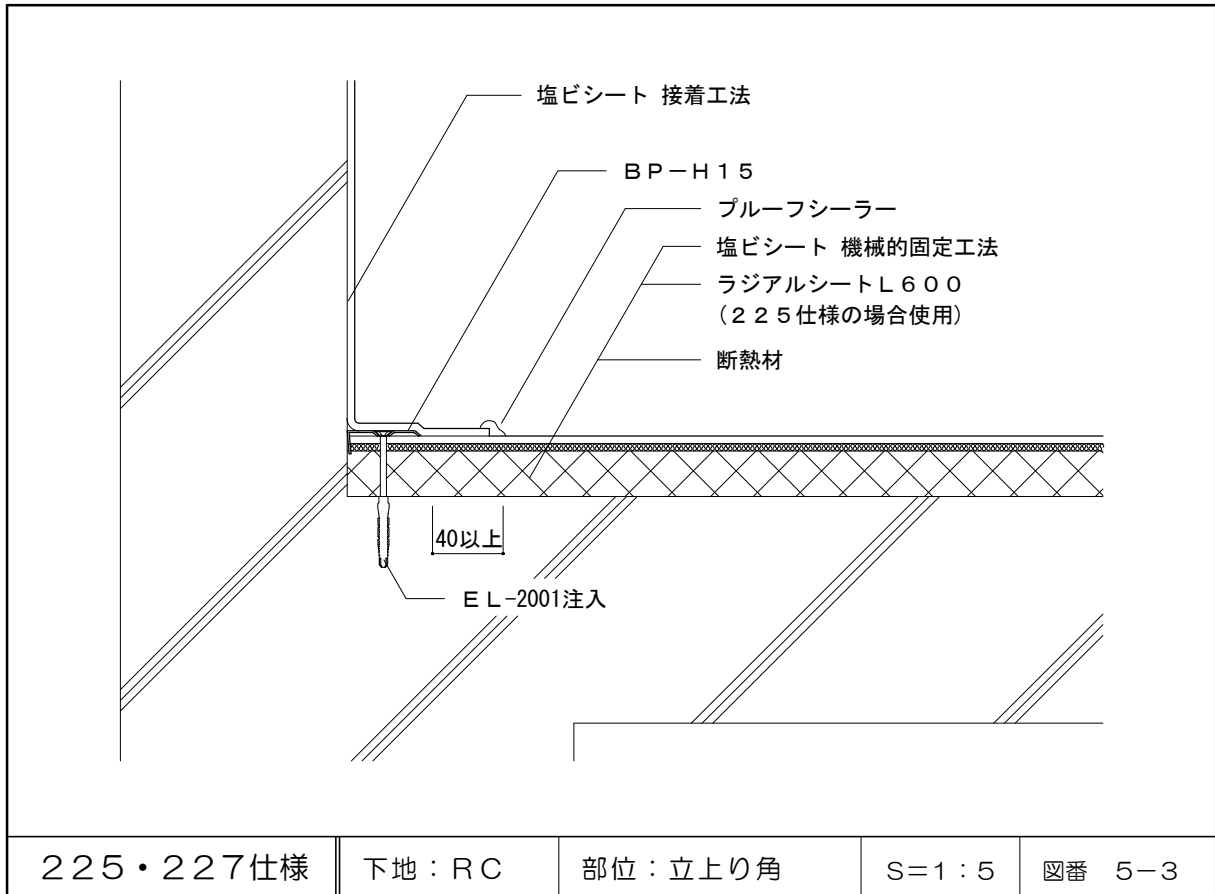 塩ビシート 接着工法
ＢＰ－Ｈ１５
プルーフシーラー
塩ビシート 機械的固定工法
ラジアルシートＬ６００
（２２５仕様の場合使用）
断熱材
40以上
ＥＬ-2001注入
２２５・２２７仕様
下地：ＲＣ
部位：立上り角
S=１：５
図番 ５－３